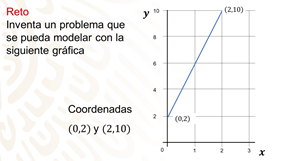 Reto
Inventa un problema que
se pueda modelar con la
siguiente gráfica
Coordenadas
(0,2) y (2,10)
y
10
8
6
4
2
0
1
2
3
x
(2,10)
(0,2)